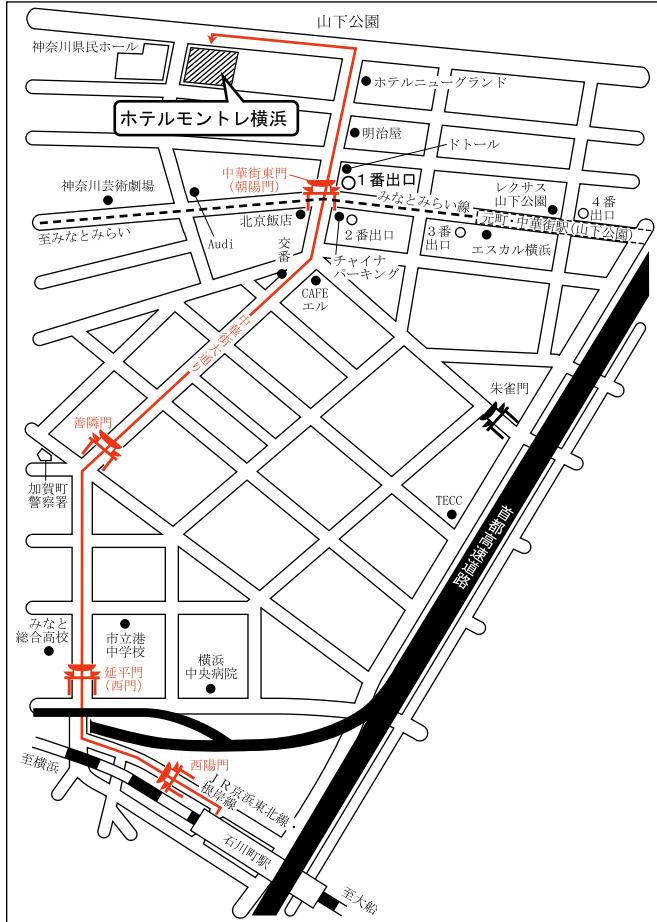 山下公園
神奈川県民ホール
ホテルニューグランド
ホテルモントレ横浜
明治屋
ドトール
中華街東門
(朝陽門)
1番出口
みなとみらい線
神奈川芸術劇場
レクサス
山下公園
4番
出口
北京飯店
至みなとみらい
Audi
2番出口
3番
出口
元町・中華街駅(山下公園)
エスカル横浜
交番
チャイナ
パーキング
CAFE
エル
中華街大通り
朱雀門
善隣門
加賀町
警察署
TECC
首都高速道路
みなと
総合高校
市立港
中学校
横浜
中央病院
延平門
(西門)
西陽門
至横浜
JR京浜東北線・
根岸線
石川町駅
至大船